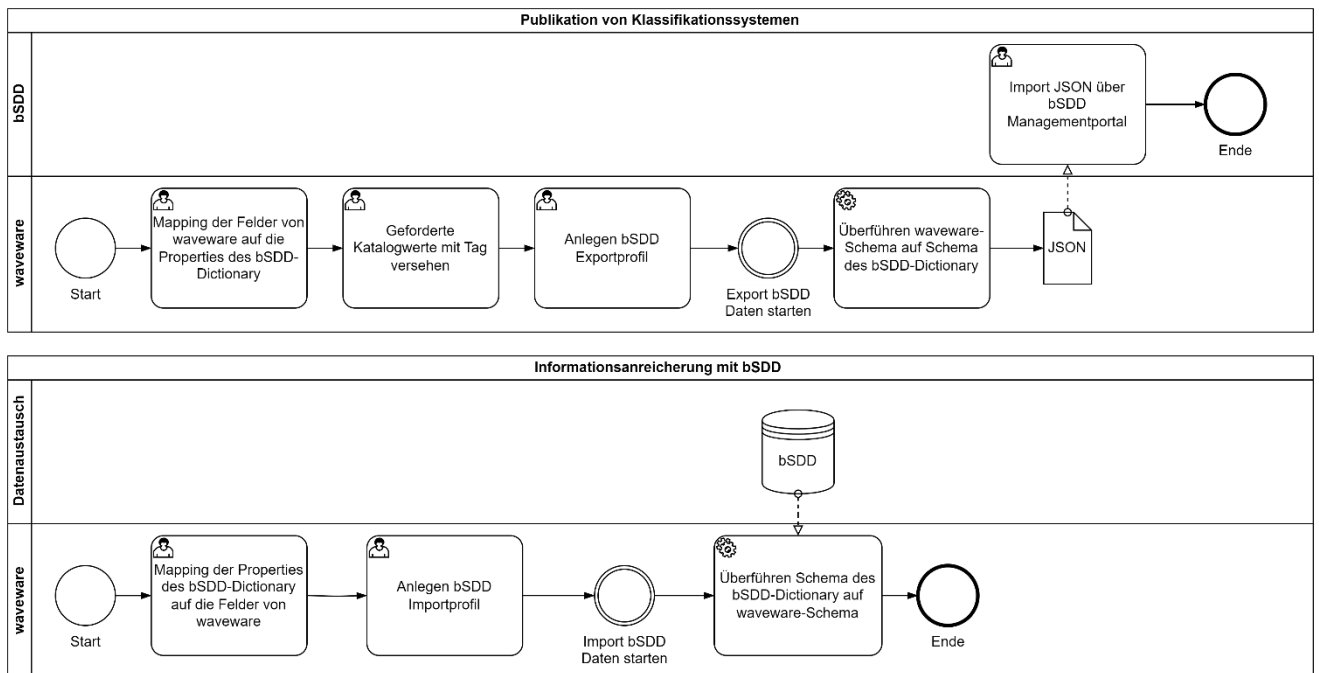 Publikation von Klassifikationssystemen
bSDD
Import JSON über
bSDD
Managementportal
Ende
waveware
Start
Mapping der Felder von
waveware auf die
Properties des bSDD-
Dictionary
Geforderte
Katalogwerte mit Tag
versehen
Anlegen bSDD
Exportprofil
Export bSDD
Daten starten
Überführen waveware-
Schema auf Schema
des bSDD-Dictionary
JSON
Informationsanreicherung mit bSDD
Datenaustausch
bSDD
waveware
Start
Mapping der Properties
des bSDD-Dictionary
auf die Felder von
waveware
Anlegen bSDD
Importprofil
Import bSDD
Daten starten
Überführen Schema des
bSDD-Dictionary auf
waveware-Schema
Ende